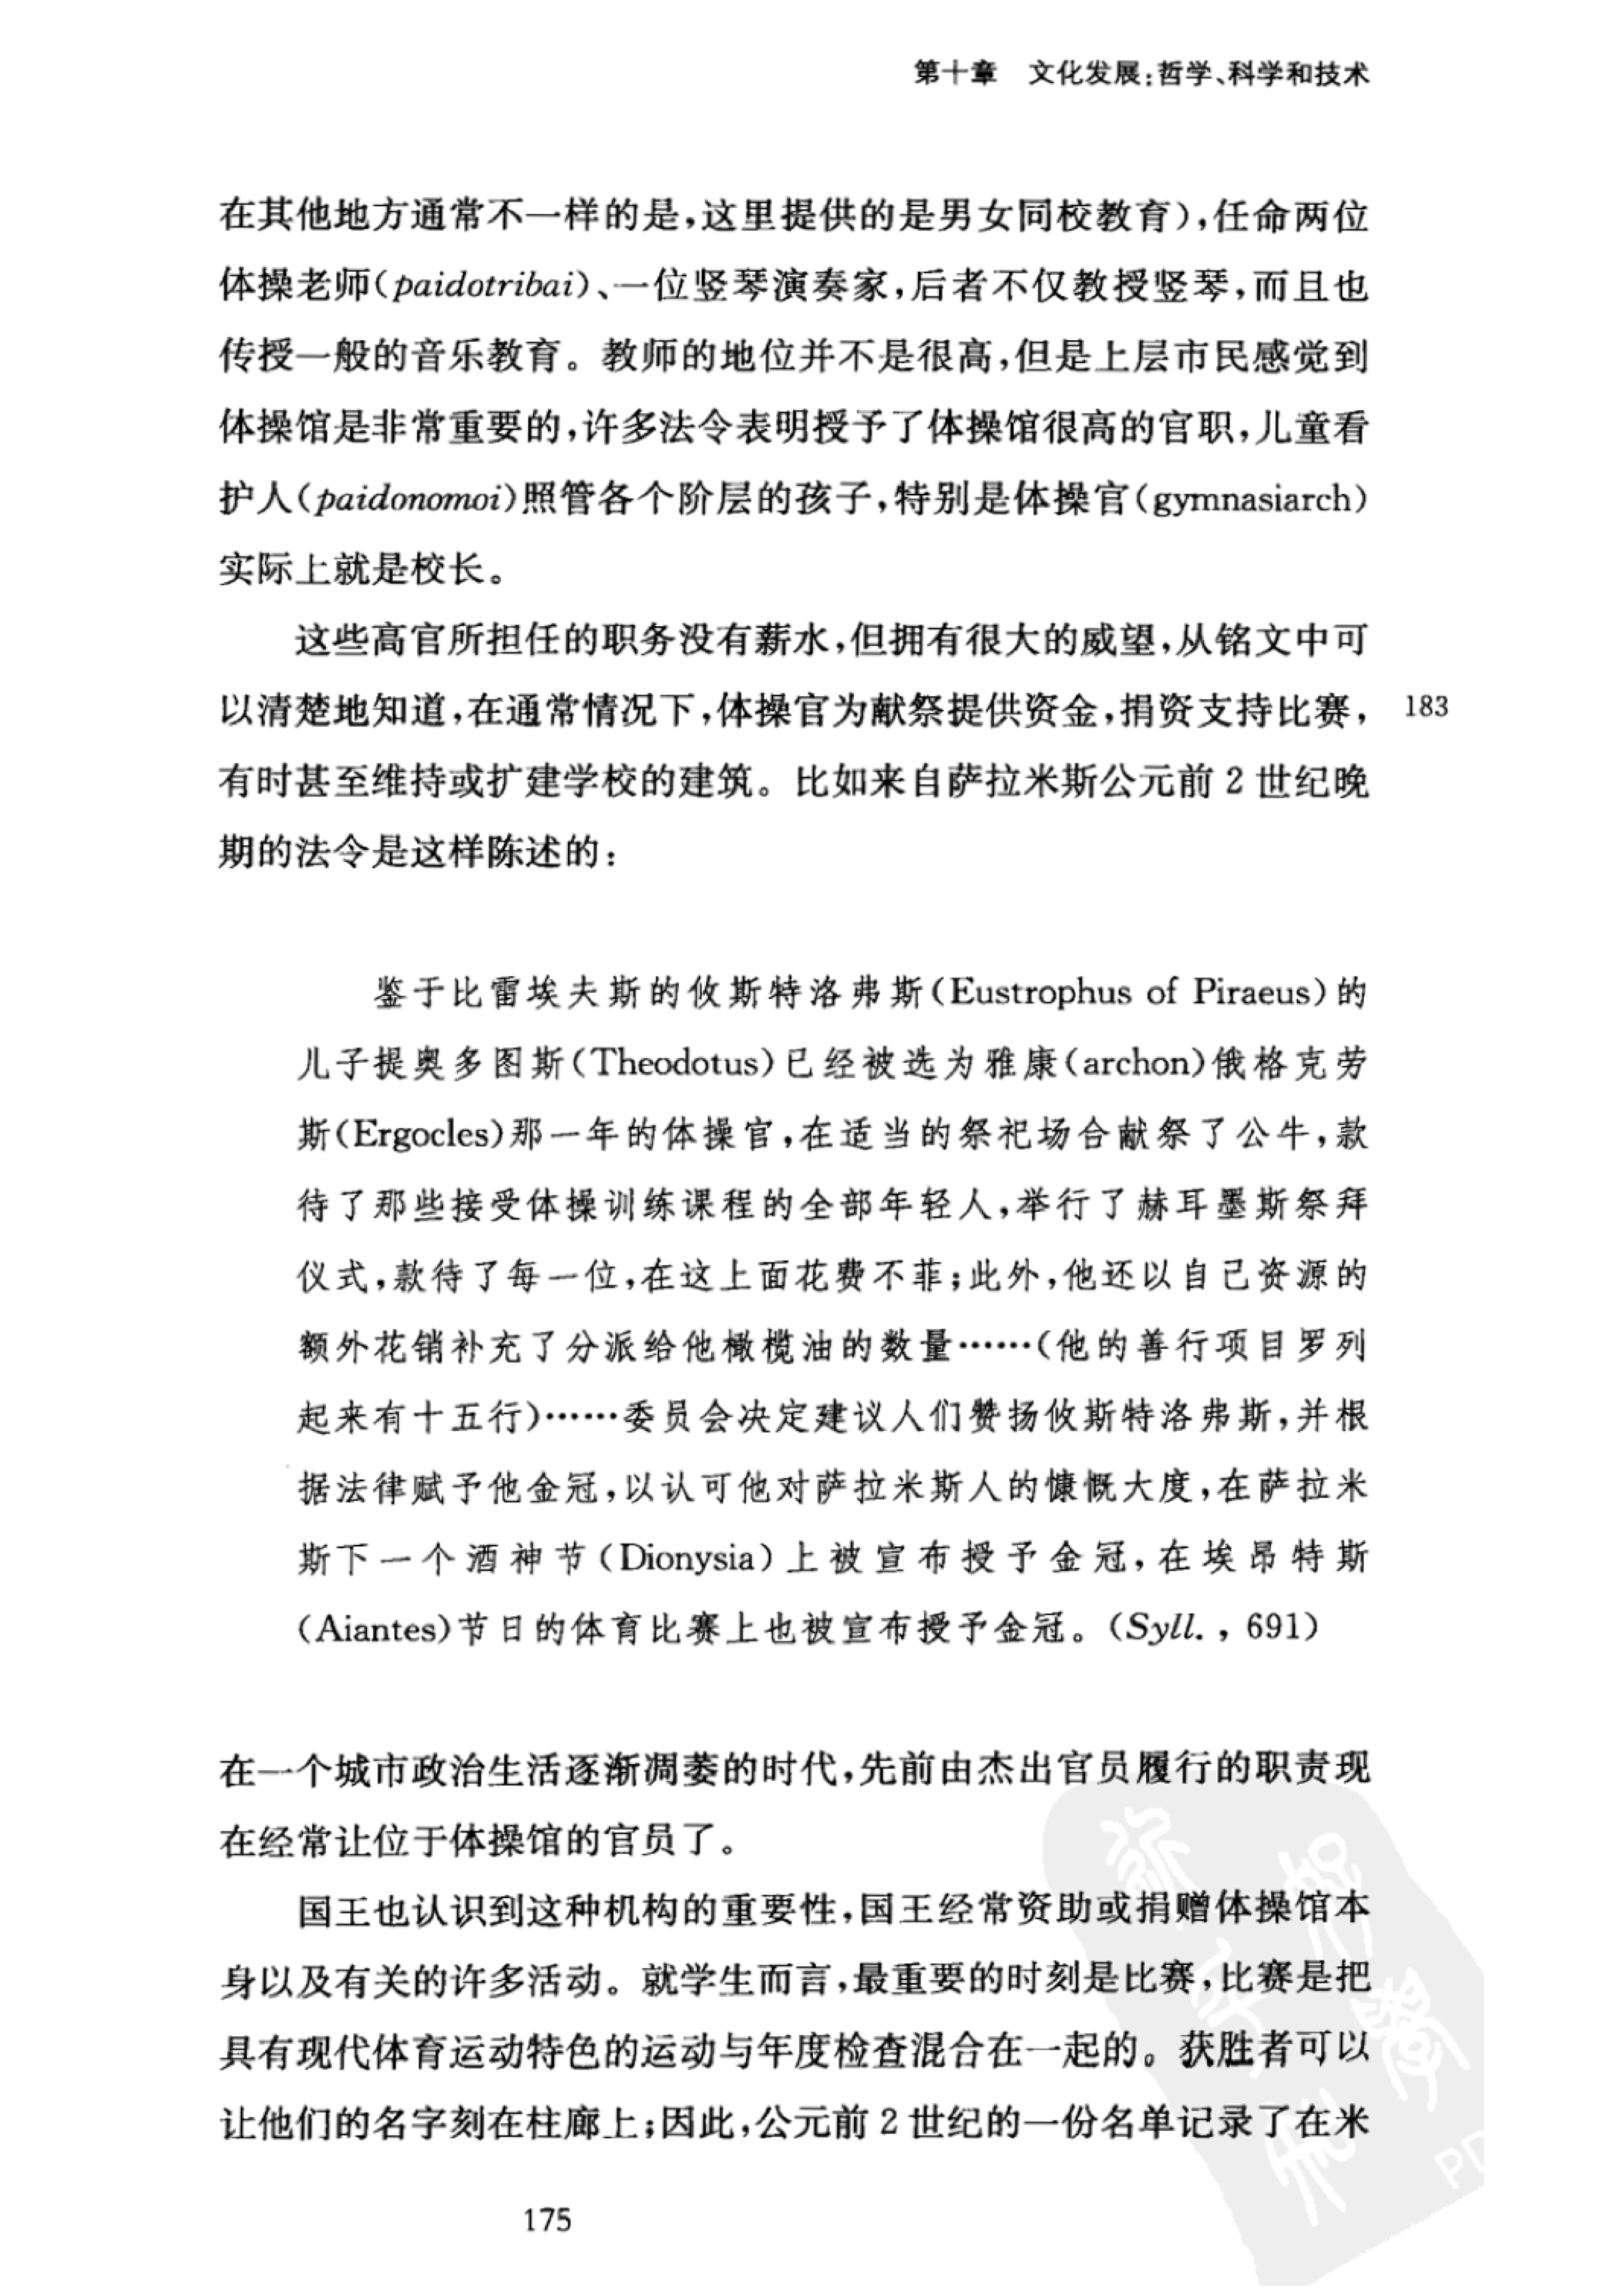 第十章　文化发展:哲学、科学和技术
在其他地方通常不一样的是,这里提供的是男女同校教育),任命两位
体操老师(paidotribai)、一位竖琴演奏家,后者不仅教授竖琴,而且也
传授一般的音乐教育。教师的地位并不是很高,但是上层市民感觉到
体操馆是非常重要的,许多法令表明授予了体操馆很高的官职,儿童看
护人(paidonomoi)照管各个阶层的孩子,特别是体操官(gymnasiarch)
实际上就是校长。
这些高官所担任的职务没有薪水,但拥有很大的威望,从铭文中可
以清楚地知道,在通常情况下,体操官为献祭提供资金,捐资支持比赛, 183
有时甚至维持或扩建学校的建筑。比如来自萨拉米斯公元前 2 世纪晚
期的法令是这样陈述的:
鉴于比雷埃夫斯的攸斯特洛弗斯(Eustrophus of Piraeus)的
儿子提奥多图斯(Theodotus)已经被选为雅康(archon)俄格克劳
斯(Ergocles)那一年的体操官,在适当的祭祀场合献祭了公牛,款
待了那些接受体操训练课程的全部年轻人,举行了赫耳墨斯祭拜
仪式,款待了每一位,在这上面花费不菲;此外,他还以自己资源的
额外花销补充了分派给他橄榄油的数量……(他的善行项目罗列
起来有十五行)……委员会决定建议人们赞扬攸斯特洛弗斯,并根
据法律赋予他金冠,以认可他对萨拉米斯人的慷慨大度,在萨拉米
斯下一个酒神节(Dionysia)上被宣布授予金冠,在埃昂特斯
(Aiantes)节日的体育比赛上也被宣布授予金冠。(Syll. , 691)
在一个城市政治生活逐渐凋萎的时代,先前由杰出官员履行的职责现
在经常让位于体操馆的官员了。
国王也认识到这种机构的重要性,国王经常资助或捐赠体操馆本
身以及有关的许多活动。就学生而言,最重要的时刻是比赛,比赛是把
具有现代体育运动特色的运动与年度检查混合在一起的。获胜者可以
让他们的名字刻在柱廊上;因此,公元前 2 世纪的一份名单记录了在米
175